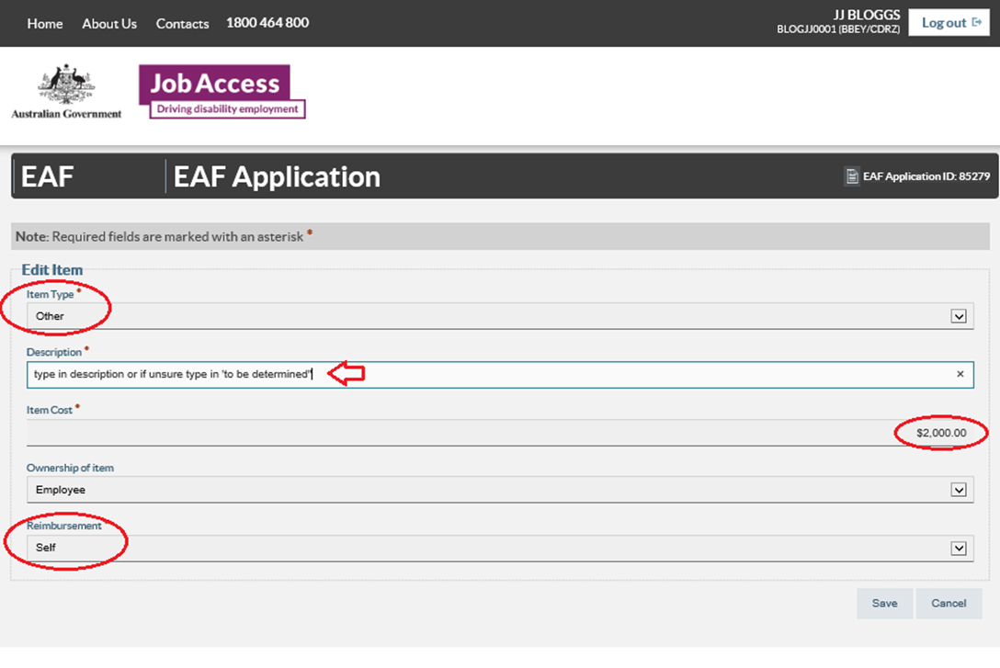 Home About Us Contacts 1800 464 800
JJ BLOGGS
BLOGJJ0001 (BBEY/CDRZ)
Log out
Australian Government
JobAccess
Driving disability employment
EAF
EAF Application
EAF Application ID: 85279
Note: Required fields are marked with an asterisk *
Edit Item
Item Type *
Other
Description *
type in description or if unsure type in 'to be determined'
Item Cost *
$2,000.00
Ownership of item
Employee
Reimbursement
Self
Save Cancel